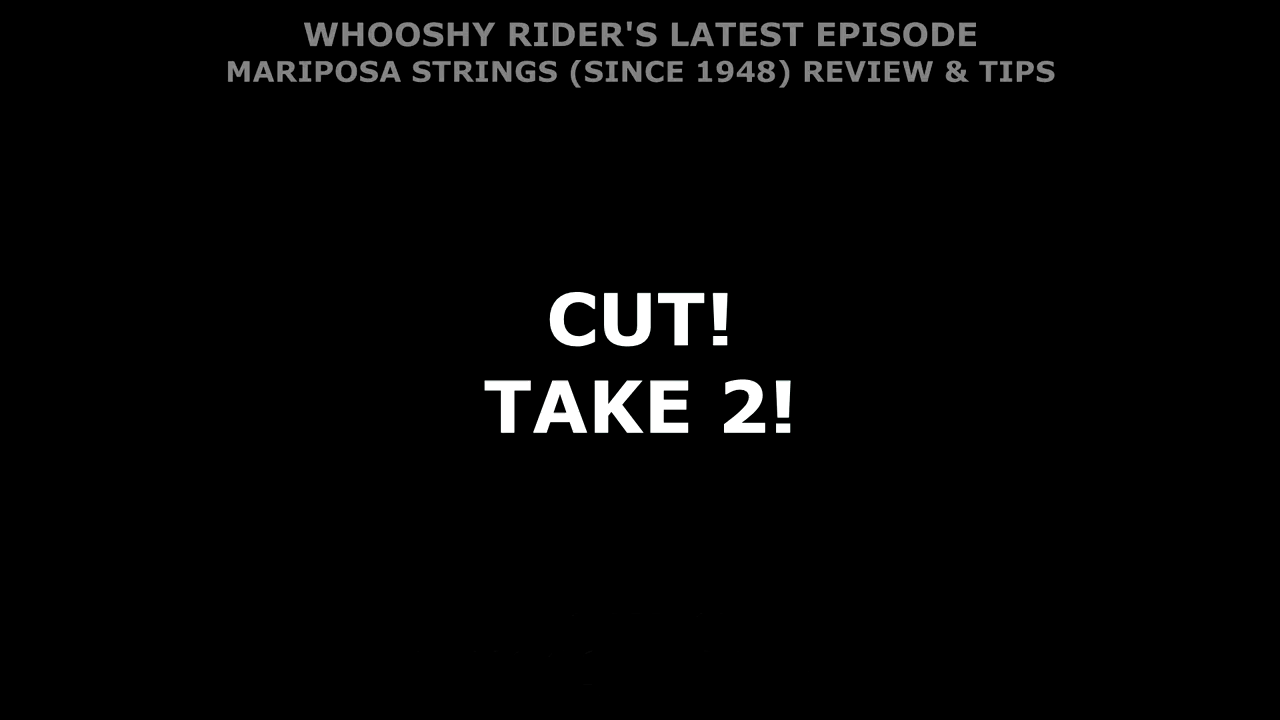 WHOOSHY RIDER'S LATEST EPISODE
MARIPOSA STRINGS (SINCE 1948) REVIEW & TIPS
CUT!
TAKE 2!